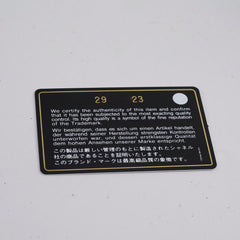 29 23
We certify the authenticity of this item and confirm
that it has been subjected to the most exacting quality
control. Its high quality is a symbol of the fine reputation
of the Trademark.
Wir bestätigen, dass es sich um einen Artikel handelt,
der während seiner Herstellung strengsten Kontrollen
unterworfen war, und dessen erstklassige Qualität
dem hohen Ansehen unserer Marke entspricht.
この製品は厳しい管理のもとに製造されたシャネル
社の商品であることを証明いたします。
このブランド・マークは最高級品質の象徴です。